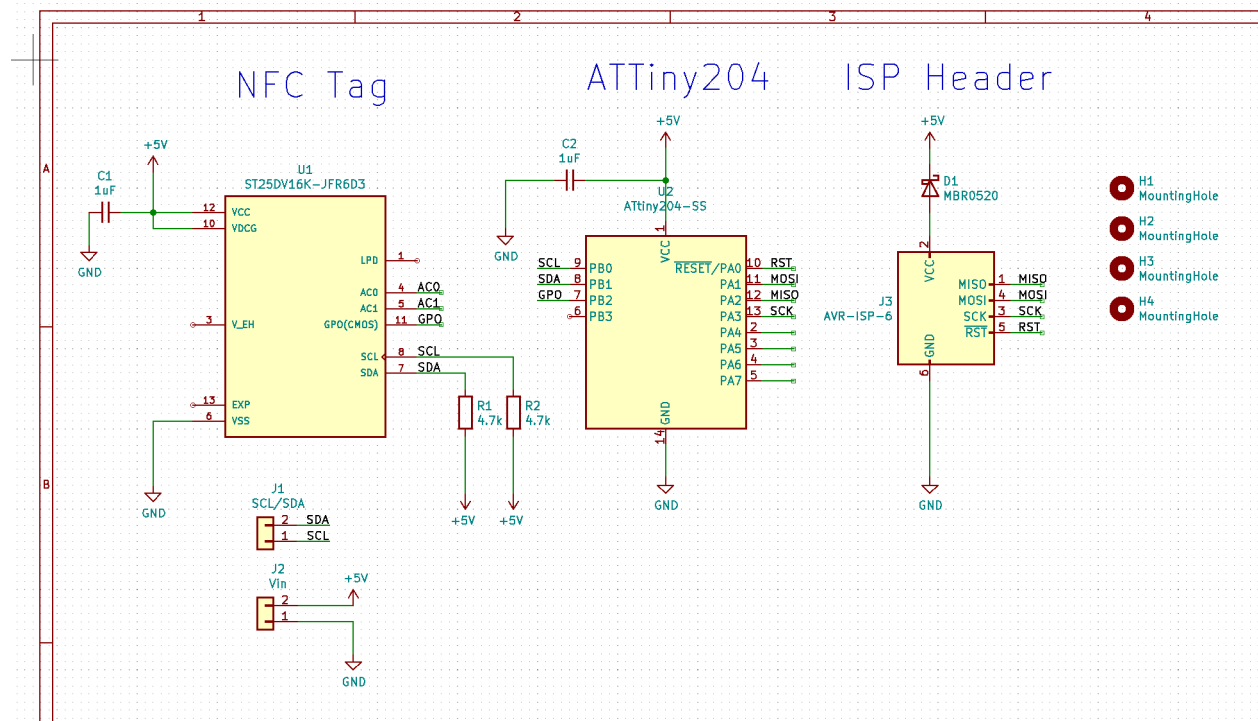 1
2
3
4
A
B
NFC Tag
ATTiny204
ISP Header
+5V
C1
1uF
GND
U1
ST25DV16K-JFR6D3
12
VCC
10
VDCG
3
V_EH
13
EXP
6
VSS
LPD
1
AC0
4
AC0
AC1
5
AC1
GPO(CMOS)
11
GPO
SCL
8
SCL
SDA
7
SDA
GND
R1
4.7k
R2
4.7k
+5V
+5V
J1
SCL/SDA
2
SDA
1
SCL
J2
Vin
2
1
+5V
GND
C2
1uF
+5V
GND
U2
ATtiny204-SS
1
VCC
SCL
9
PB0
SDA
8
PB1
GPO
7
PB2
6
PB3
RESET/PA0
10
RST
PA1
11
MOSI
PA2
12
MISO
PA3
13
SCK
PA4
2
PA5
3
PA6
4
PA7
5
GND
14
GND
+5V
D1
MBR0520
2
VCC
J3
AVR-ISP-6
MISO
1
MISO
MOSI
4
MOSI
SCK
3
SCK
RST
5
RST
GND
6
GND
H1
MountingHole
H2
MountingHole
H3
MountingHole
H4
MountingHole